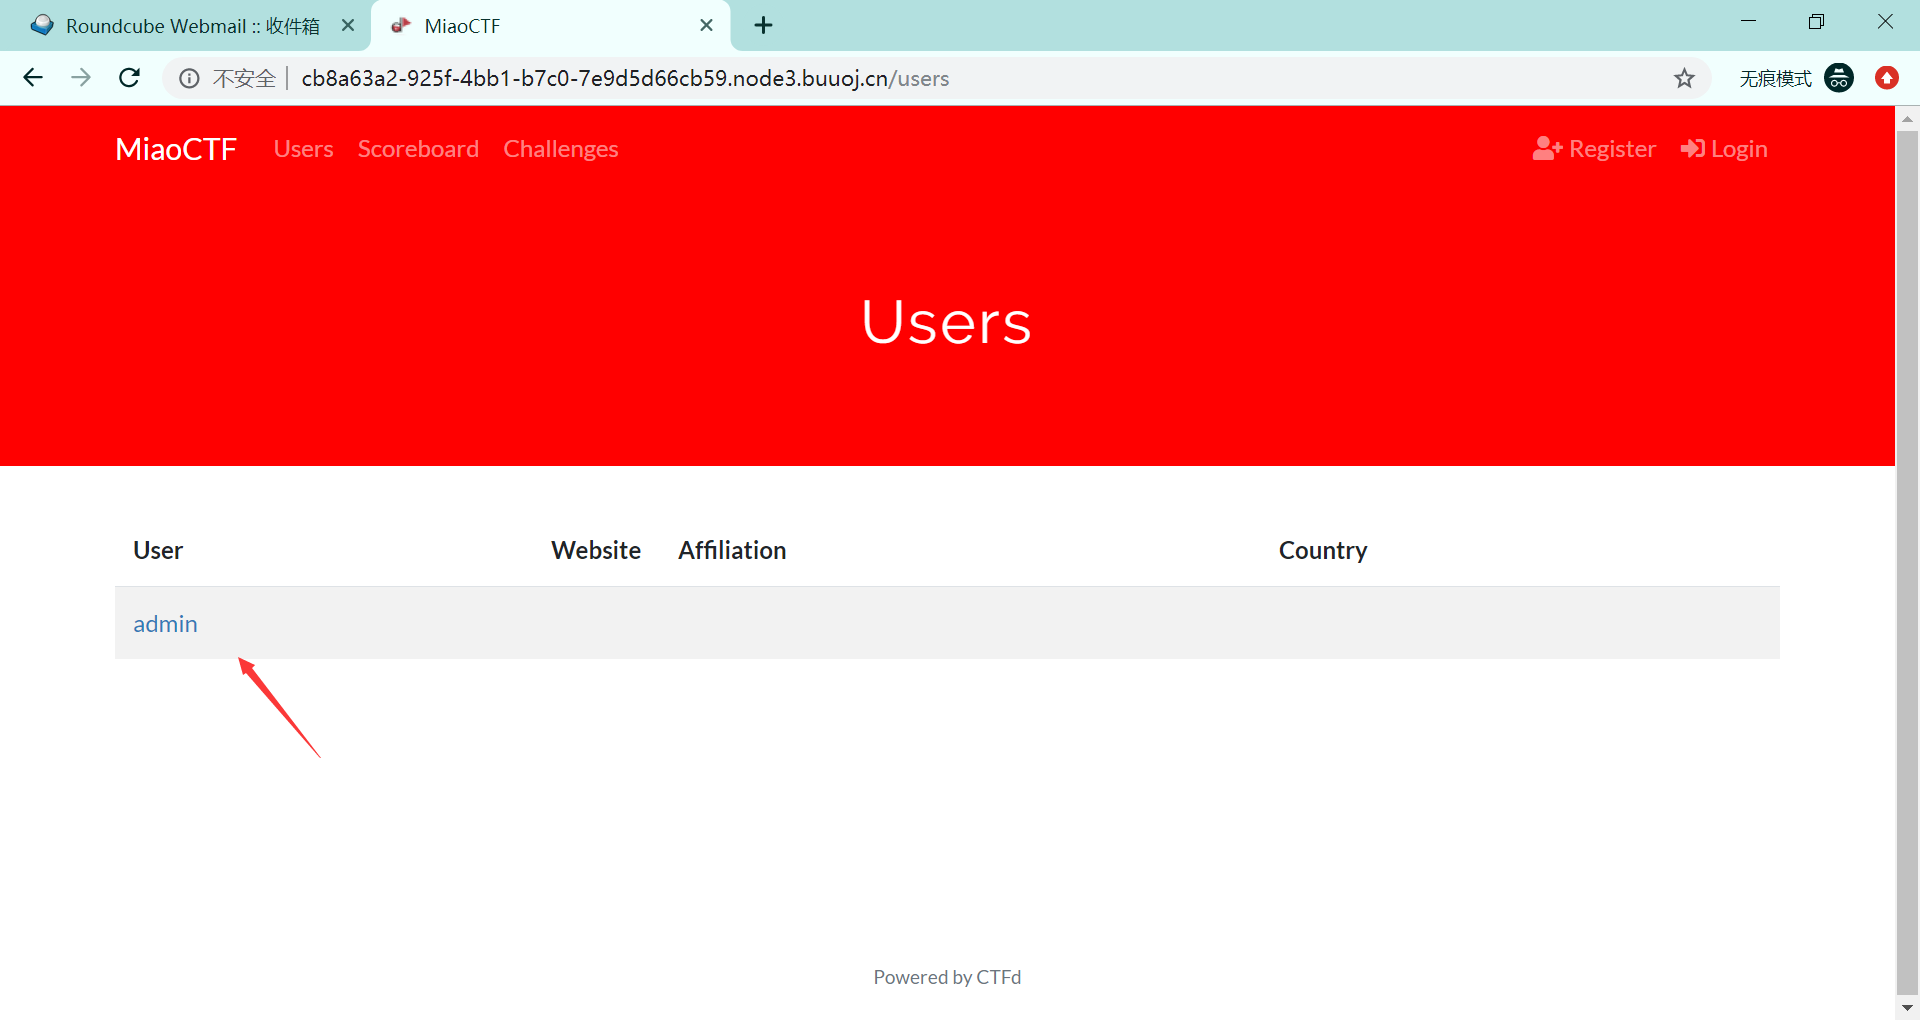 Roundcube Webmail :: 收件箱
MiaoCTF
不安全 cb8a63a2-925f-4bb1-b7c0-7e9d5d66cb59.node3.buuoj.cn/users
无痕模式
MiaoCTF Users Scoreboard Challenges Register Login
Users
User Website Affiliation Country
admin
Powered by CTFd